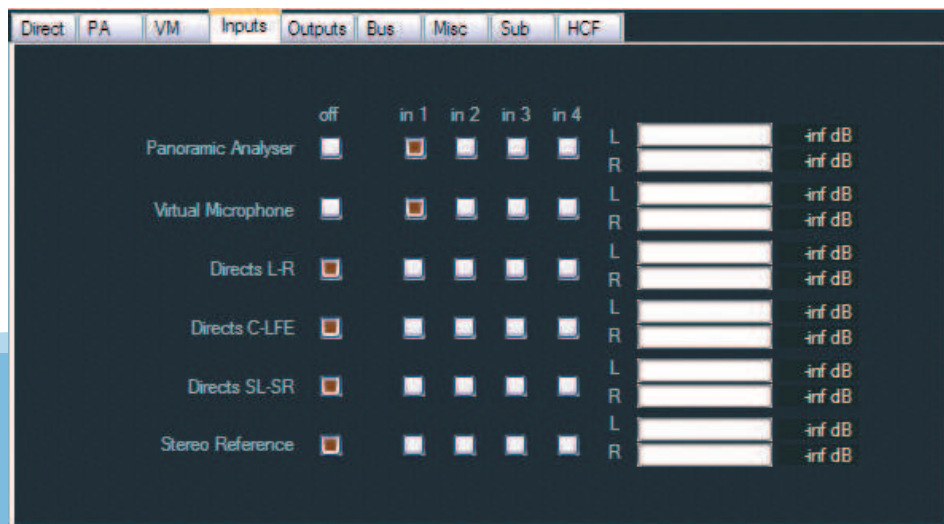 Direct PA VM Inputs Outputs Bus Misc Sub HCF
off in 1 in 2 in 3 in 4
Panoramic Analyser L -inf dB
R -inf dB
Virtual Microphone L -inf dB
R -inf dB
Directs L-R L -inf dB
R -inf dB
Directs C-LFE L -inf dB
R -inf dB
Directs SL-SR L -inf dB
R -inf dB
Stereo Reference L -inf dB
R -inf dB